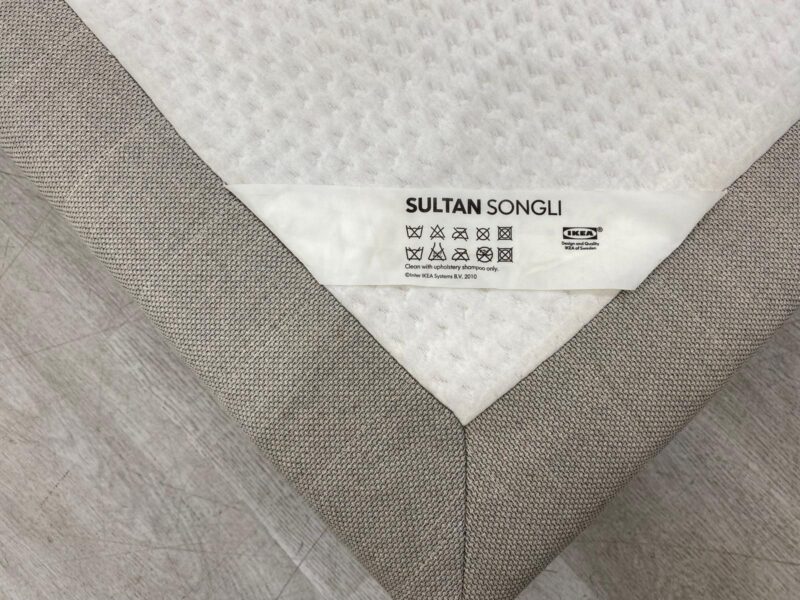 SULTAN SONGLI
IKEA®
Design and Quality
IKEA of Sweden
Clean with upholstery shampoo only.
©Inter IKEA Systems B.V. 2010